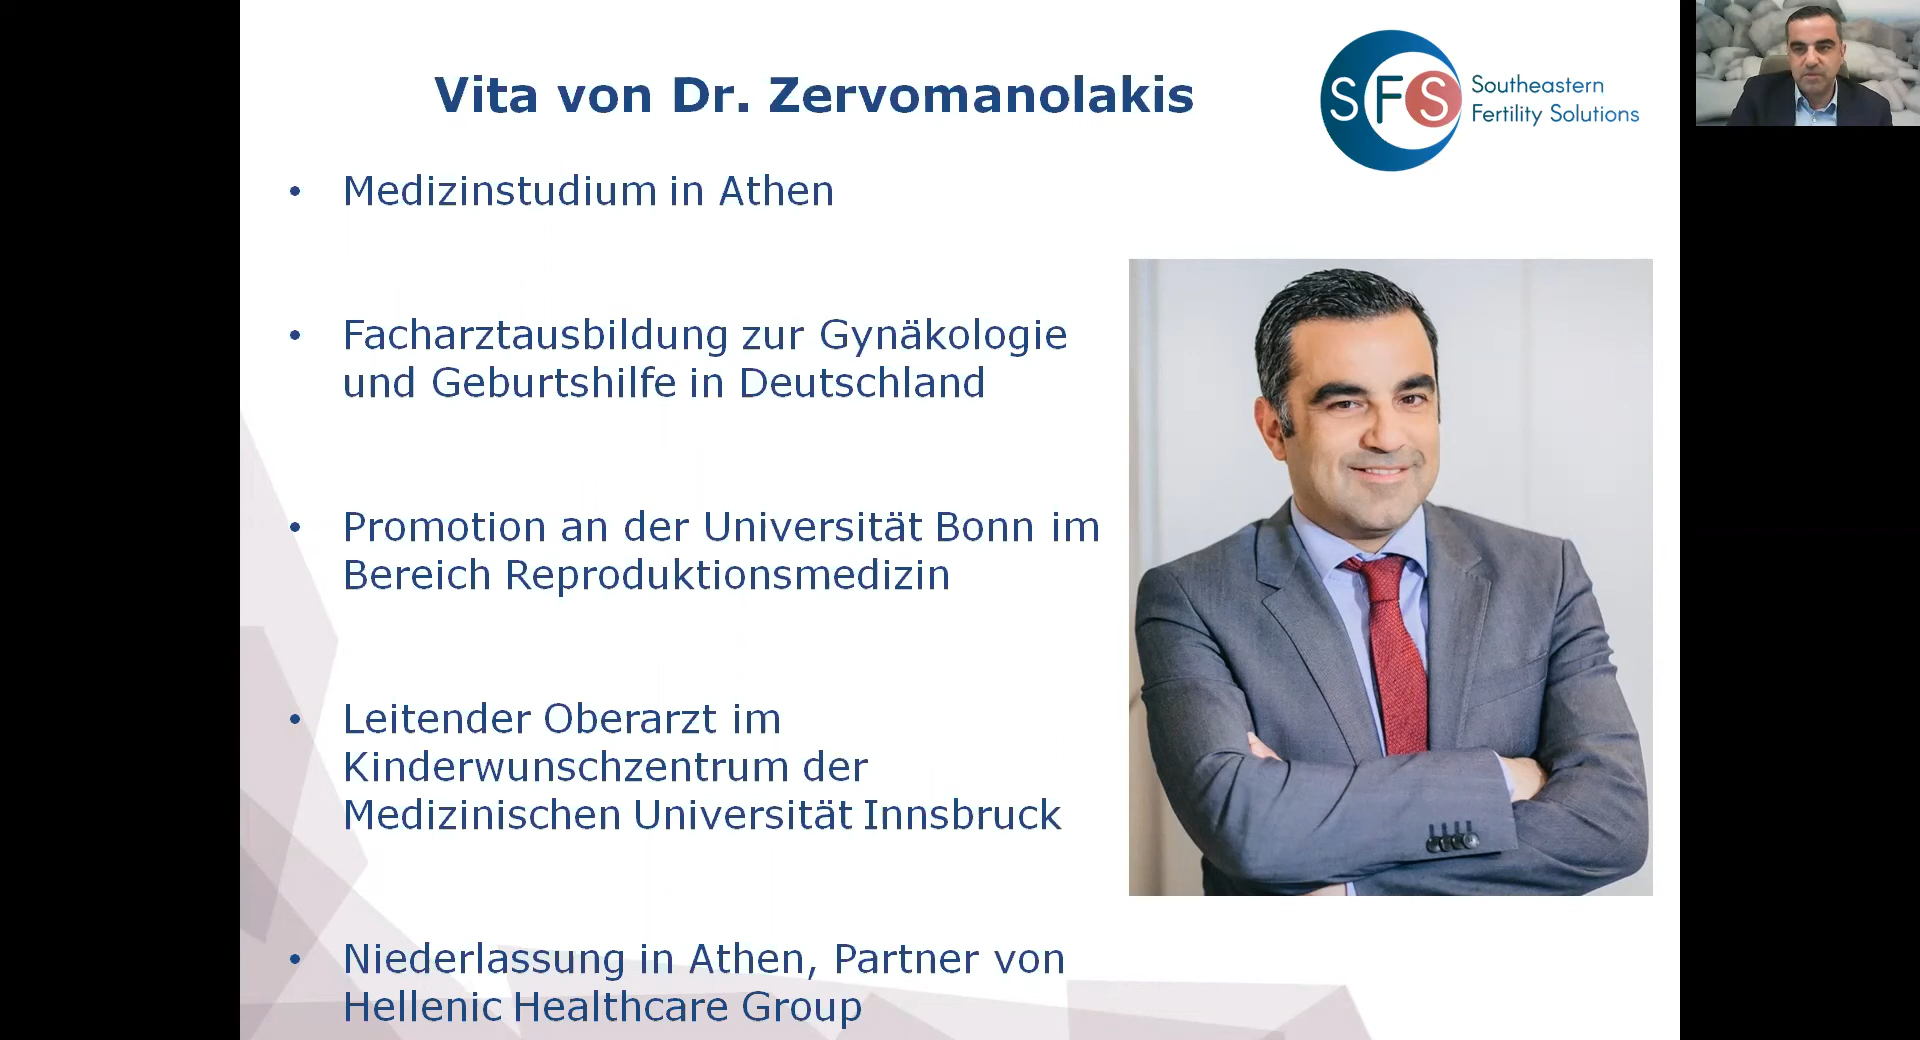 Vita von Dr. Zervomanolakis
SFS
Southeastern
Fertility Solutions
• Medizinstudium in Athen
• Facharztausbildung zur Gynäkologie
und Geburtshilfe in Deutschland
• Promotion an der Universität Bonn im
Bereich Reproduktionsmedizin
• Leitender Oberarzt im
Kinderwunschzentrum der
Medizinischen Universität Innsbruck
• Niederlassung in Athen, Partner von
Hellenic Healthcare Group